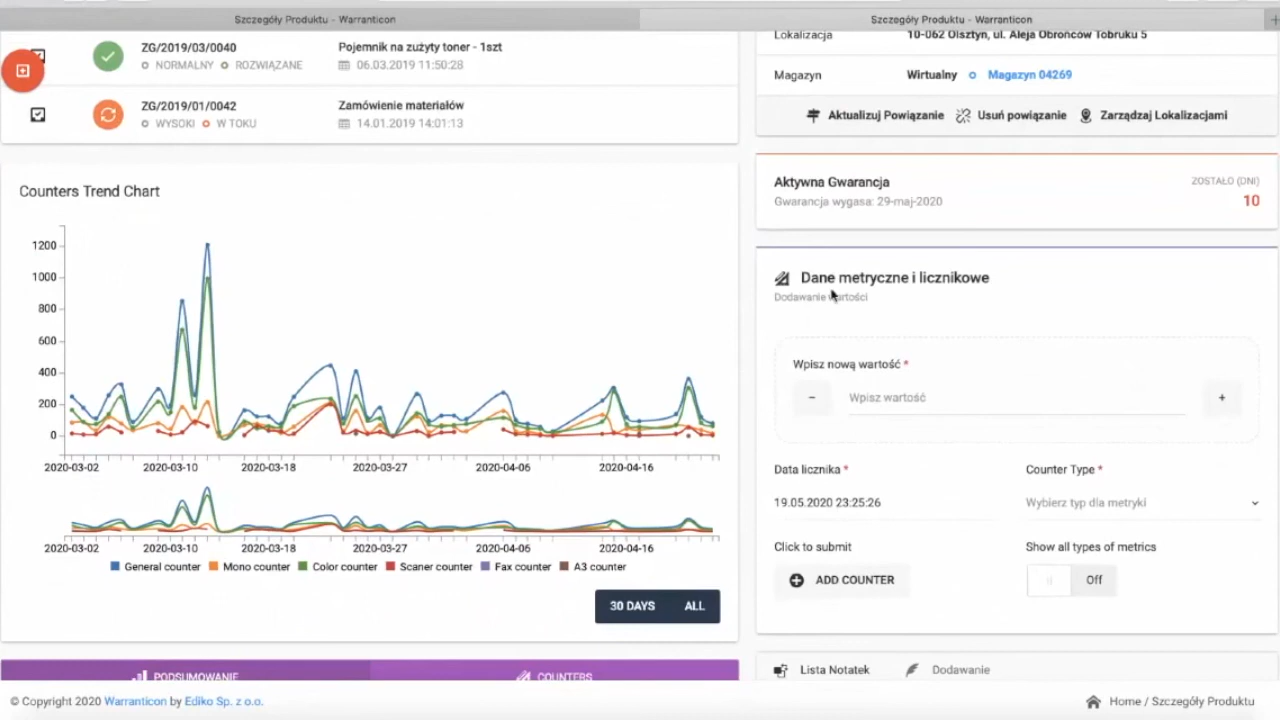 Szczegóły Produktu - Warranticon
Szczegóły Produktu - Warranticon
ZG/2019/03/0040
NORMALNY ROZWIĄZANE
Pojemnik na zużyty toner - 1szt
06.03.2019 11:50:28
ZG/2019/01/0042
WYSOKI W TOKU
Zamówienie materiałów
14.01.2019 14:01:13
Counters Trend Chart
1200
1000
800
600
400
200
0
2020-03-02 2020-03-10 2020-03-18 2020-03-27 2020-04-06 2020-04-16
2020-03-02 2020-03-10 2020-03-18 2020-03-27 2020-04-06 2020-04-16
General counter Mono counter Color counter Scaner counter Fax counter A3 counter
30 DAYS ALL
PODSUMOWANIE COUNTERS
Lokalizacja 10-062 Olsztyn, ul. Aleja Obrońców Tobruku 5
Magazyn Wirtualny Magazyn 04269
Aktualizuj Powiązanie Usuń powiązanie Zarządzaj Lokalizacjami
Aktywna Gwarancja
Gwarancja wygasa: 29-maj-2020
ZOSTAŁO (DNI)
10
Dane metryczne i licznikowe
Dodawanie wartości
Wpisz nową wartość *
- Wpisz wartość +
Data licznika * Counter Type *
19.05.2020 23:25:26 Wybierz typ dla metryki
Click to submit Show all types of metrics
ADD COUNTER Off
Lista Notatek Dodawanie
© Copyright 2020 Warranticon by Ediko Sp. z o.o.
Home / Szczegóły Produktu